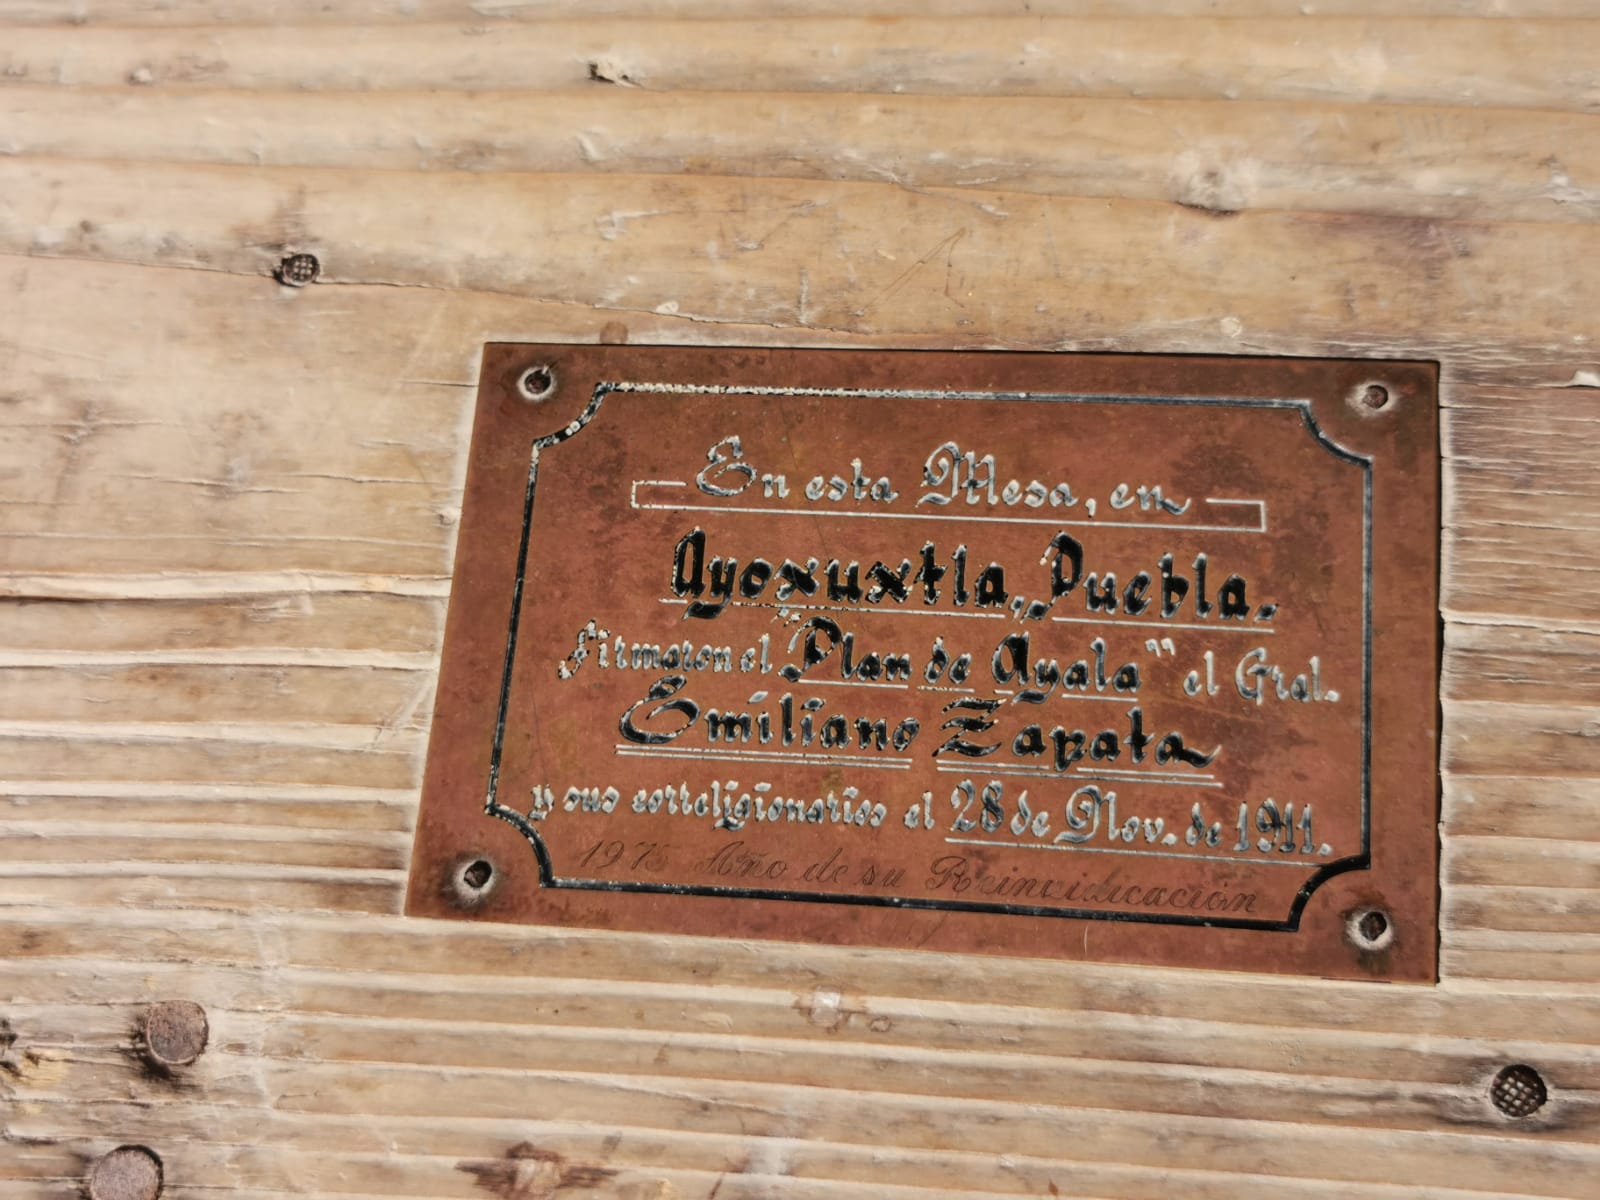 En esta Mesa, en
Ayoxuxtla, Puebla.
Firmaron el "Plan de Ayala" el Gral.
Emiliano Zapata
y sus correligionarios el 28 de Nov. de 1911.
Año de su Reinvidicación